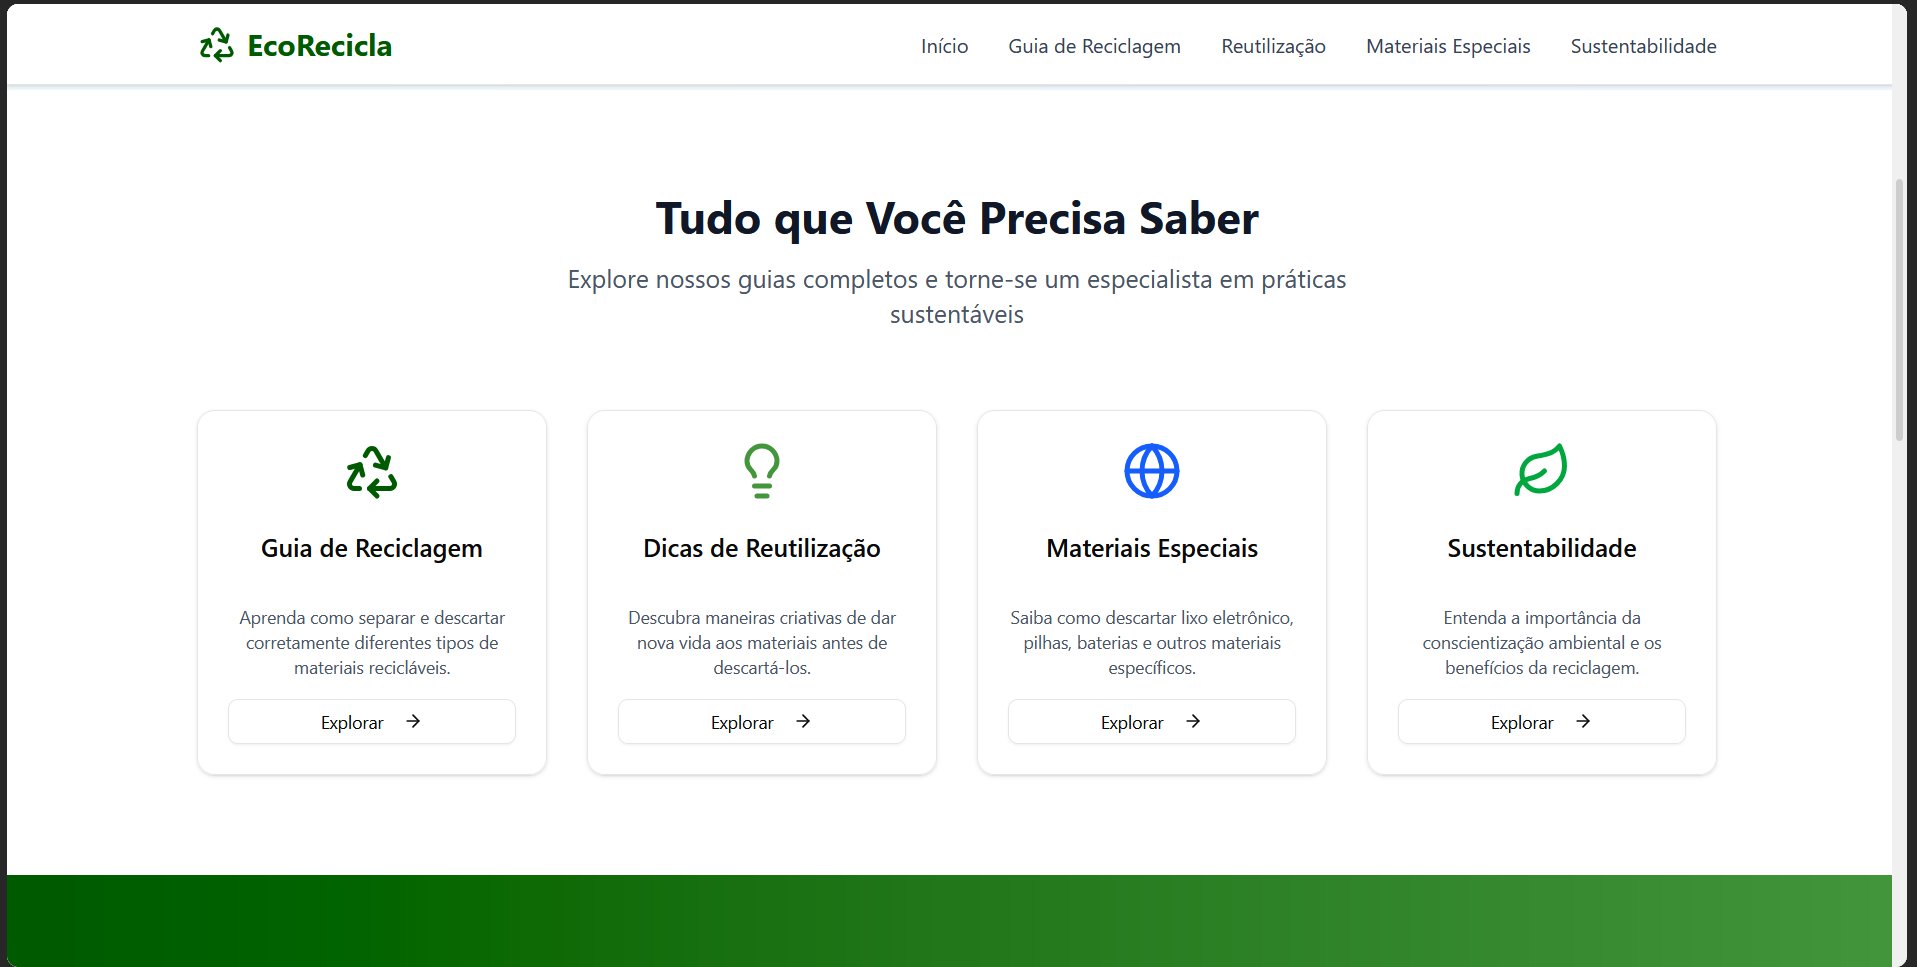 EcoRecicla
Início
Guia de Reciclagem
Reutilização
Materiais Especiais
Sustentabilidade
Tudo que Você Precisa Saber
Explore nossos guias completos e torne-se um especialista em práticas
sustentáveis
Guia de Reciclagem
Aprenda como separar e descartar
corretamente diferentes tipos de
materiais recicláveis.
Explorar
Dicas de Reutilização
Descubra maneiras criativas de dar
nova vida aos materiais antes de
descartá-los.
Explorar
Materiais Especiais
Saiba como descartar lixo eletrônico,
pilhas, baterias e outros materiais
específicos.
Explorar
Sustentabilidade
Entenda a importância da
conscientização ambiental e os
benefícios da reciclagem.
Explorar